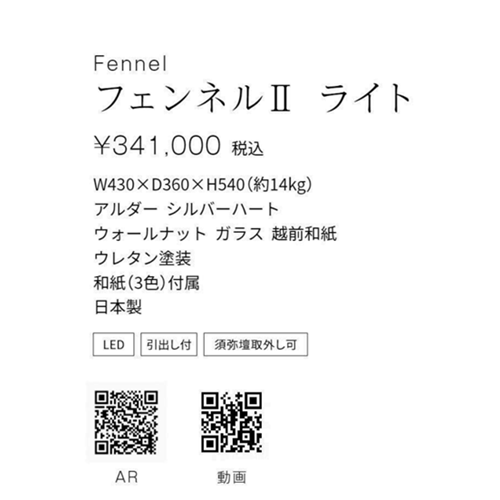 Fennel
フェンネルⅡ ライト
¥341,000 税込
W430×D360×H540（約14kg）
アルダー シルバーハート
ウォールナット ガラス 越前和紙
ウレタン塗装
和紙（3色）付属
日本製
LED 引出し付 須弥壇取外し可
AR 動画